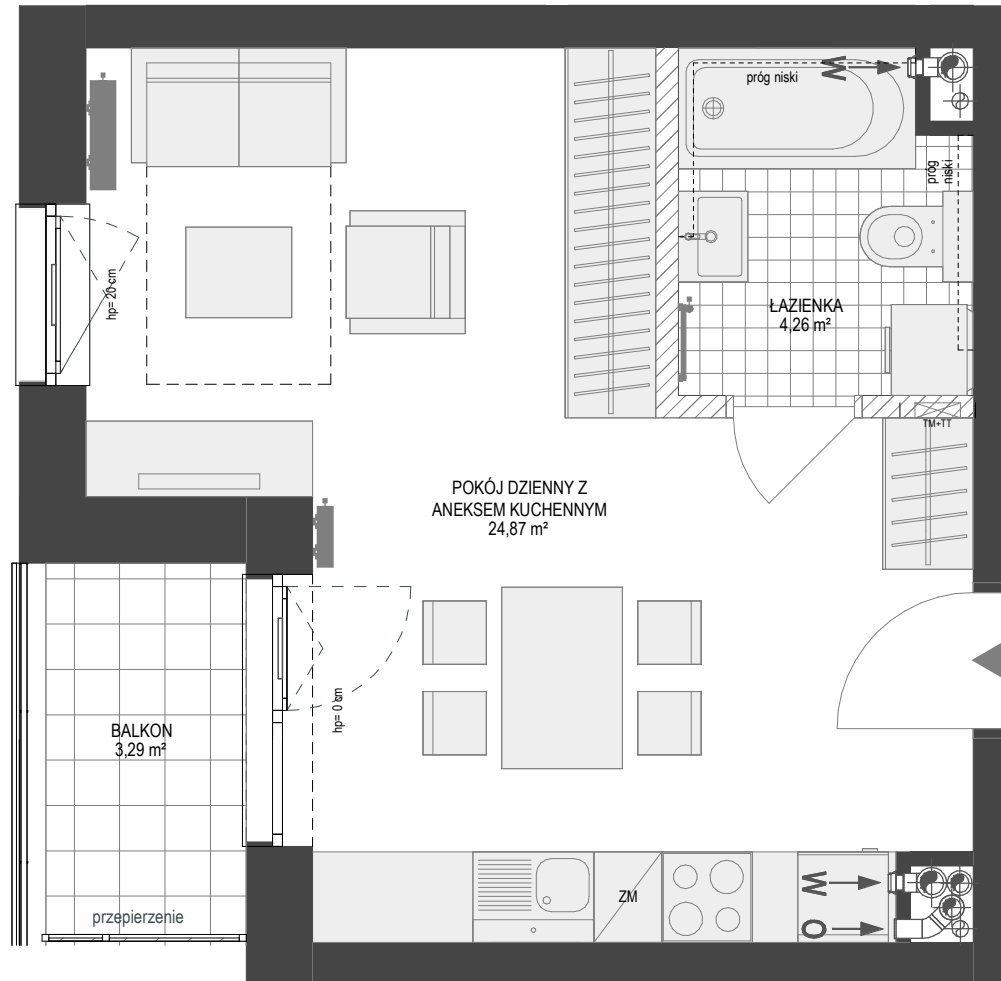 próg niski
W
próg
niski
hp= 20 cm
ŁAZIENKA
4,26 m²
TM+TT
POKÓJ DZIENNY Z
ANEKSEM KUCHENNYM
24,87 m²
hp= 0 cm
BALKON
3,29 m²
przepierzenie
ZM
W
O